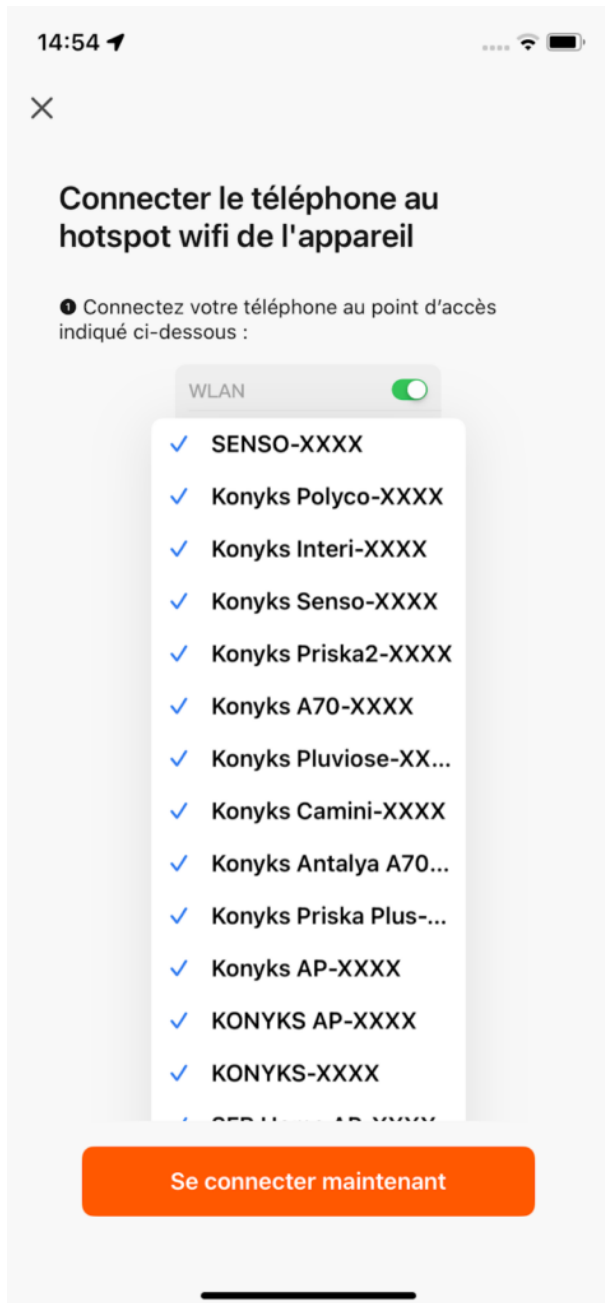 14:54
Connecter le téléphone au
hotspot wifi de l'appareil
❶ Connectez votre téléphone au point d’accès
indiqué ci-dessous :
WLAN
SENSO-XXXX
Konyks Polyco-XXXX
Konyks Interi-XXXX
Konyks Senso-XXXX
Konyks Priska2-XXXX
Konyks A70-XXXX
Konyks Pluviose-XX...
Konyks Camini-XXXX
Konyks Antalya A70...
Konyks Priska Plus-...
Konyks AP-XXXX
KONYKS AP-XXXX
KONYKS-XXXX
Se connecter maintenant